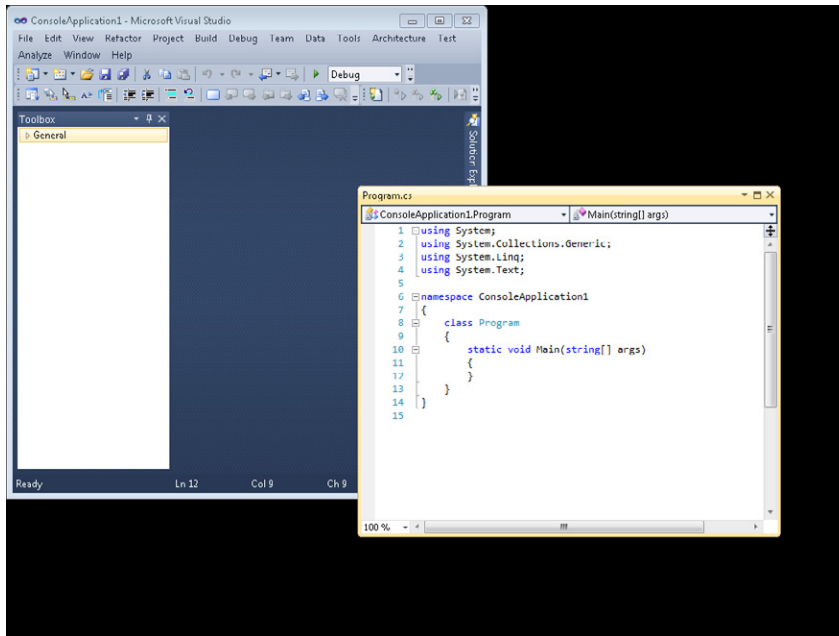 ConsoleApplication1 - Microsoft Visual Studio
File Edit View Refactor Project Build Debug Team Data Tools Architecture Test
Analyze Window Help
Debug
Toolbox
General
Solution Expl
Ready Ln 12 Col 9 Ch 9
Program.cs
ConsoleApplication1.Program Main(string[] args)
1 using System;
2 using System.Collections.Generic;
3 using System.Linq;
4 using System.Text;
5
6 namespace ConsoleApplication1
7 {
8 class Program
9 {
10 static void Main(string[] args)
11 {
12 }
13 }
14 }
15
100 %